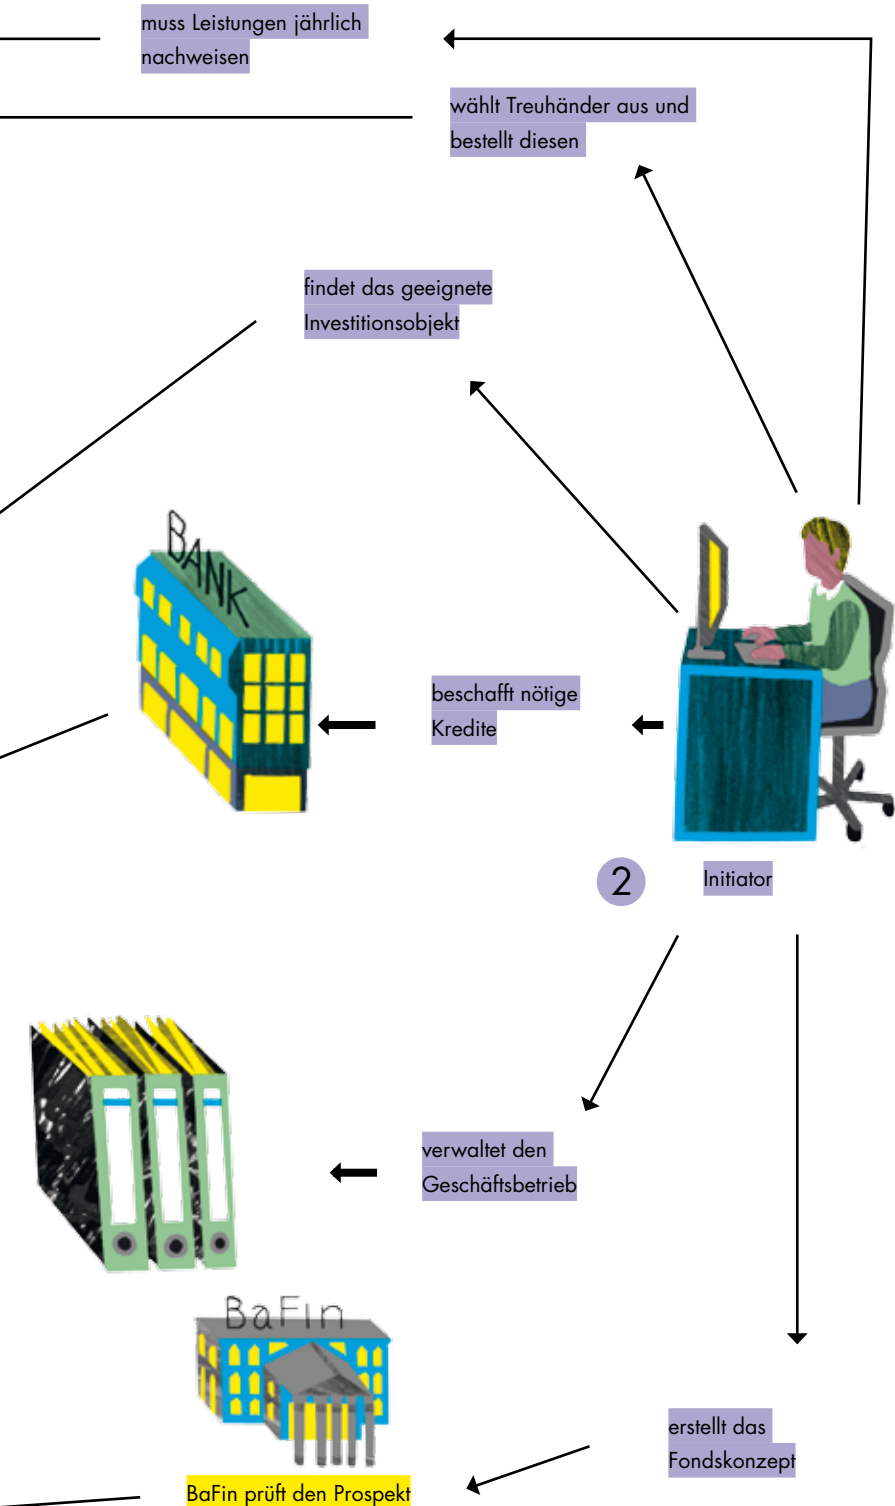 muss Leistungen jährlich
nachweisen
wählt Treuhänder aus und
bestellt diesen
findet das geeignete
Investitionsobjekt
BANK
beschafft nötige
Kredite
2
Initiator
verwaltet den
Geschäftsbetrieb
BaFin
erstellt das
Fondskonzept
BaFin prüft den Prospekt